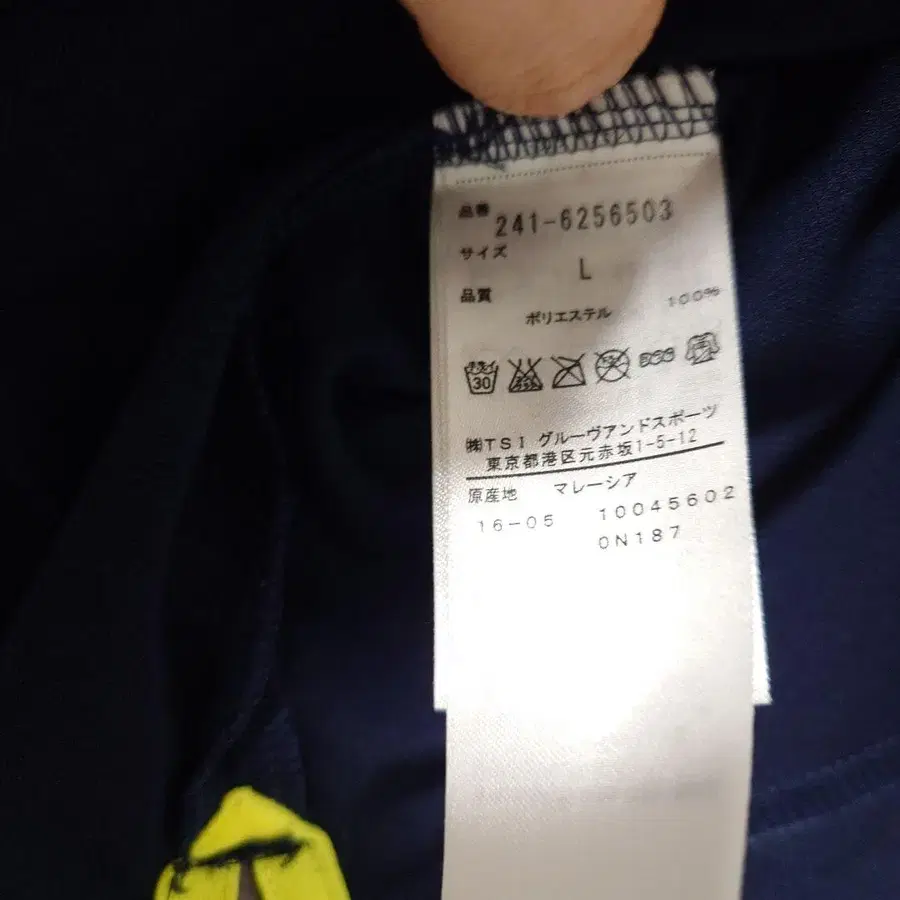 品番 241-6256503
サイズ
L
品質
ポリエステル 100%
30
㈱TSI グルーヴアンドスポーツ
東京都港区元赤坂1-5-12
原産地 マレーシア
16-05 10045602
0N187